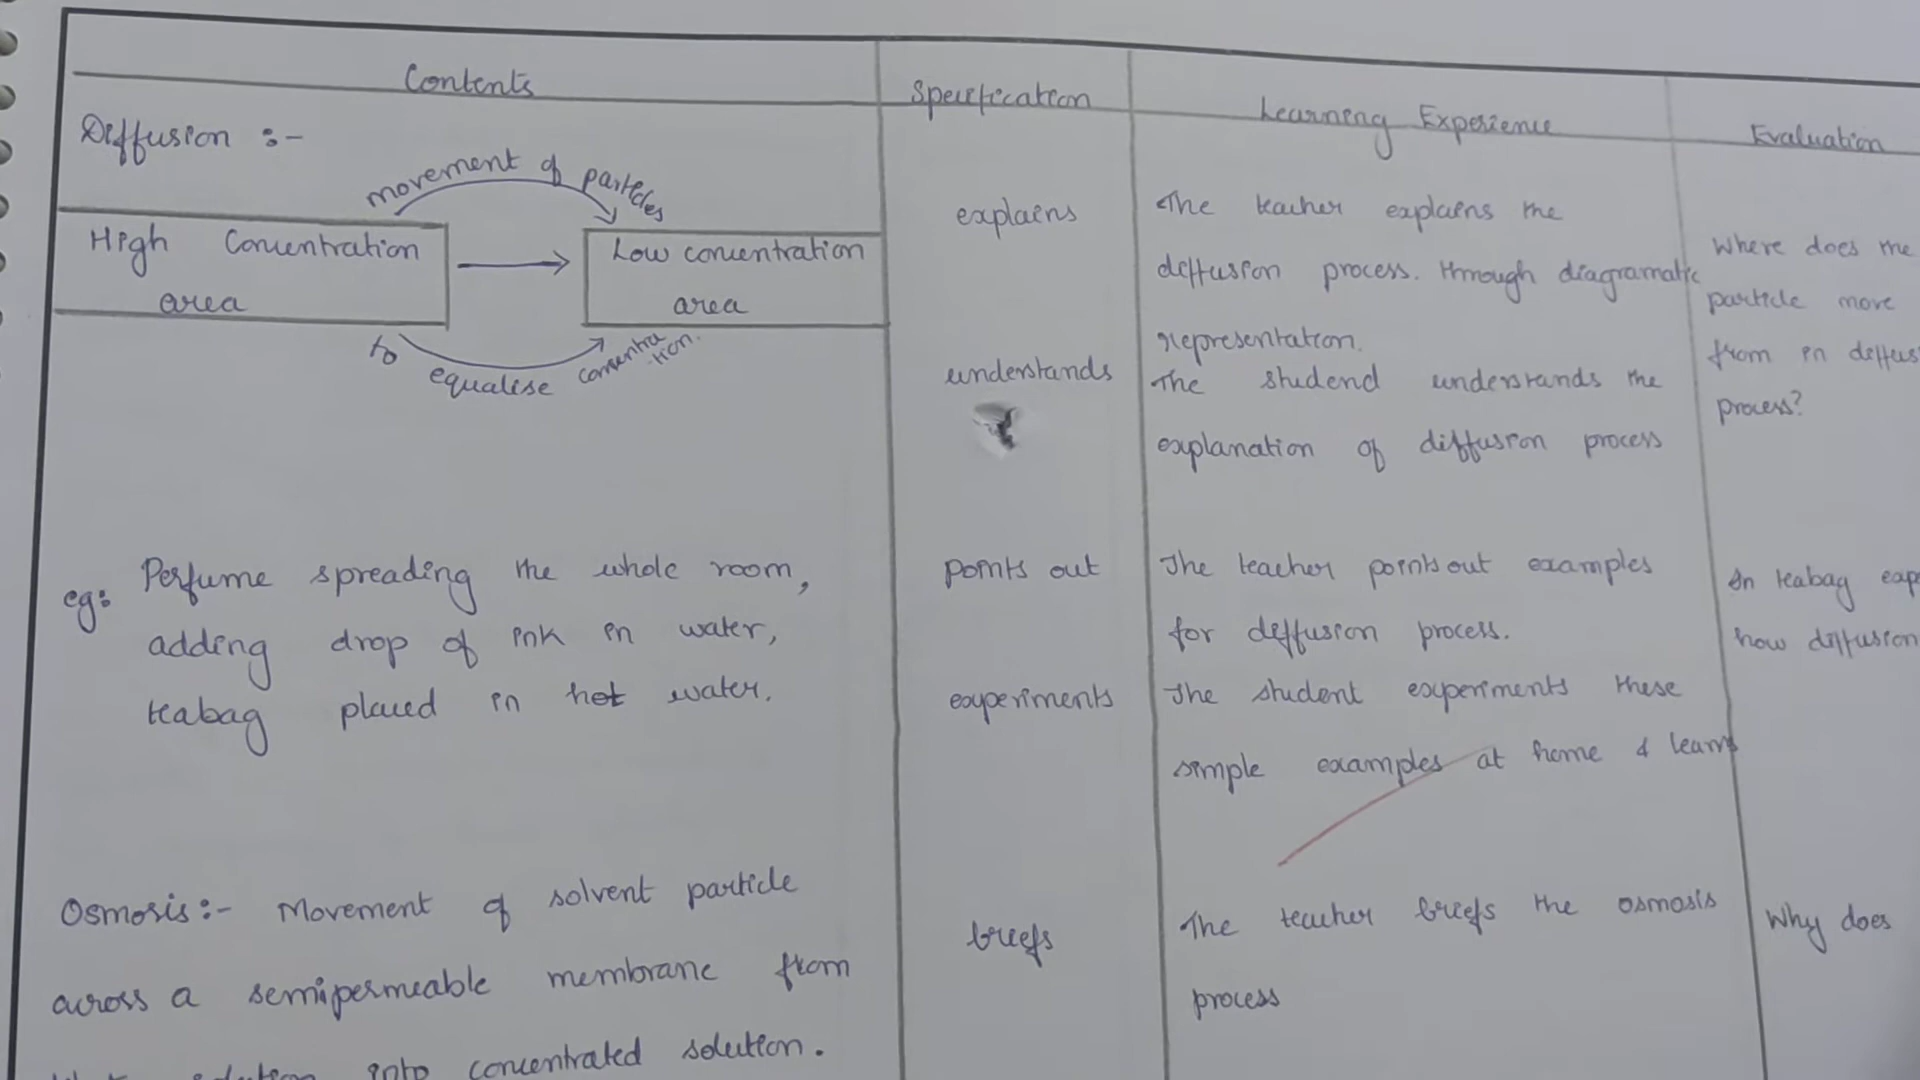 Contents
Specification
Learning Experience
Evaluation
Diffusion :-
movement of particles
High Concentration
area
Low concentration
area
to equalise concentra
tion.
explains
The teacher explains the
diffusion process. through diagramatic
representation.
Where does the
particle move
from in diffus
process?
understands
The studend understands the
explanation of diffusion process
eg: Perfume spreading the whole room,
adding drop of ink in water,
teabag placed in hot water.
points out
The teacher points out examples
for diffusion process.
In teabag exp
how diffusion
experiments
The student experiments these
simple examples at home & learns
Osmosis:- Movement of solvent particle
across a semipermeable membrane from
into concentrated solution.
briefs
The teacher briefs the osmosis
process
Why does